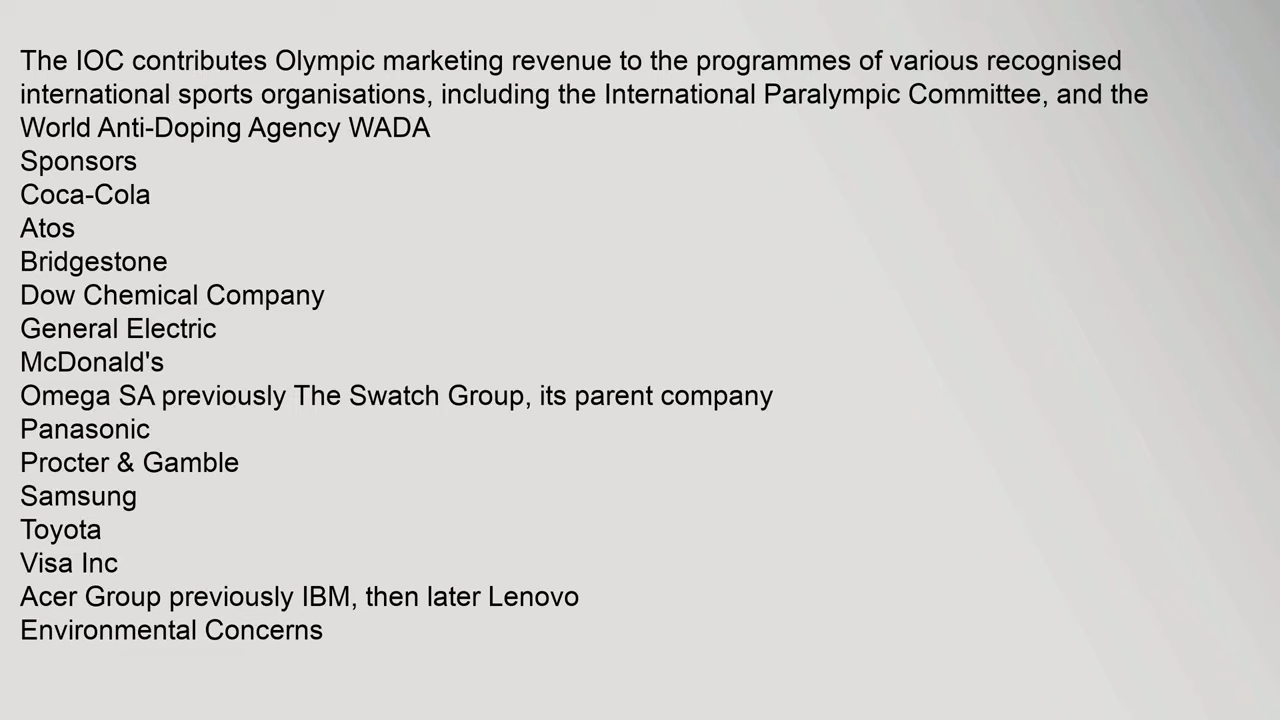 The IOC contributes Olympic marketing revenue to the programmes of various recognised
international sports organisations, including the International Paralympic Committee, and the
World Anti-Doping Agency WADA
Sponsors
Coca-Cola
Atos
Bridgestone
Dow Chemical Company
General Electric
McDonald's
Omega SA previously The Swatch Group, its parent company
Panasonic
Procter & Gamble
Samsung
Toyota
Visa Inc
Acer Group previously IBM, then later Lenovo
Environmental Concerns